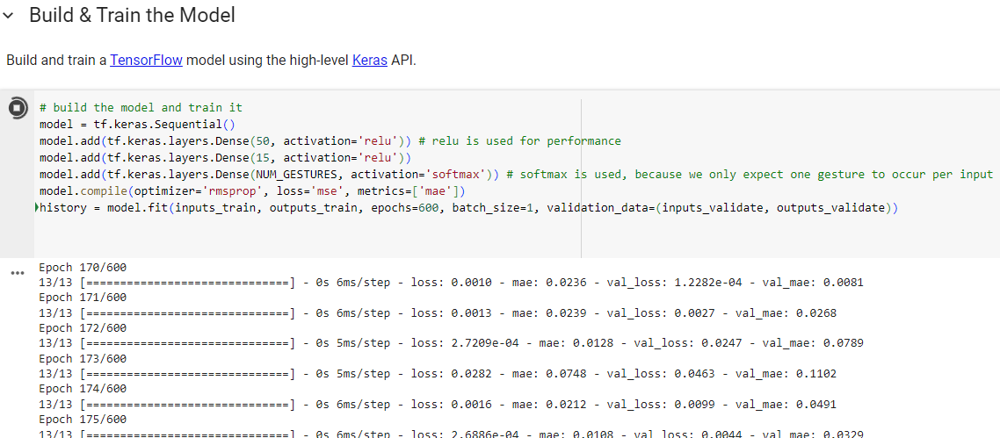 Build & Train the Model
Build and train a TensorFlow model using the high-level Keras API.
# build the model and train it
model = tf.keras.Sequential()
model.add(tf.keras.layers.Dense(50, activation='relu')) # relu is used for performance
model.add(tf.keras.layers.Dense(15, activation='relu'))
model.add(tf.keras.layers.Dense(NUM_GESTURES, activation='softmax')) # softmax is used, because we only expect one gesture to occur per input
model.compile(optimizer='rmsprop', loss='mse', metrics=['mae'])
history = model.fit(inputs_train, outputs_train, epochs=600, batch_size=1, validation_data=(inputs_validate, outputs_validate))
Epoch 170/600
13/13 [==============================] - 0s 6ms/step - loss: 0.0010 - mae: 0.0236 - val_loss: 1.2282e-04 - val_mae: 0.0081
Epoch 171/600
13/13 [==============================] - 0s 6ms/step - loss: 0.0013 - mae: 0.0239 - val_loss: 0.0027 - val_mae: 0.0268
Epoch 172/600
13/13 [==============================] - 0s 5ms/step - loss: 2.7209e-04 - mae: 0.0128 - val_loss: 0.0247 - val_mae: 0.0789
Epoch 173/600
13/13 [==============================] - 0s 5ms/step - loss: 0.0282 - mae: 0.0748 - val_loss: 0.0463 - val_mae: 0.1102
Epoch 174/600
13/13 [==============================] - 0s 6ms/step - loss: 0.0016 - mae: 0.0212 - val_loss: 0.0099 - val_mae: 0.0491
Epoch 175/600
13/13 [==============================] - 0s 6ms/step - loss: 2.6886e-04 - mae: 0.0108 - val_loss: 0.0044 - val_mae: 0.0329